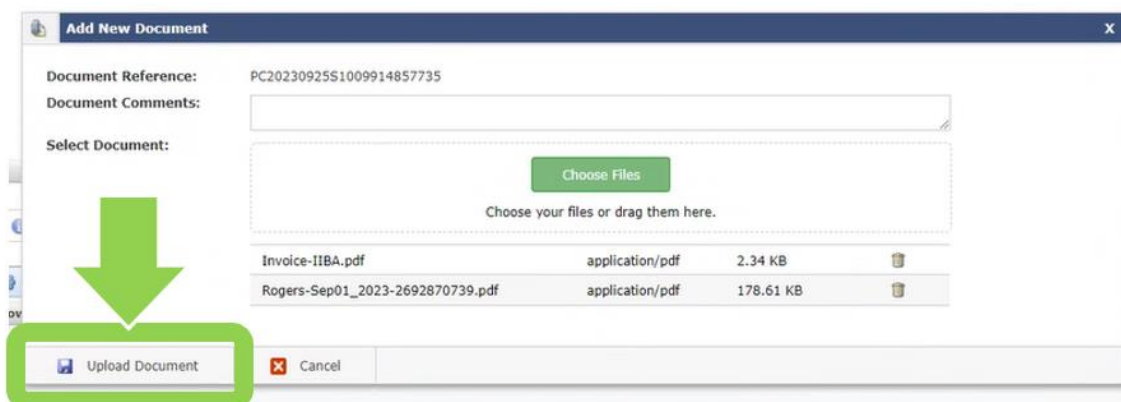 Add New Document X
Document Reference: PC20230925S1009914857735
Document Comments:
Select Document:
Choose Files
Choose your files or drag them here.
Invoice-IIBA.pdf application/pdf 2.34 KB
Rogers-Sep01_2023-2692870739.pdf application/pdf 178.61 KB
ov
Upload Document Cancel